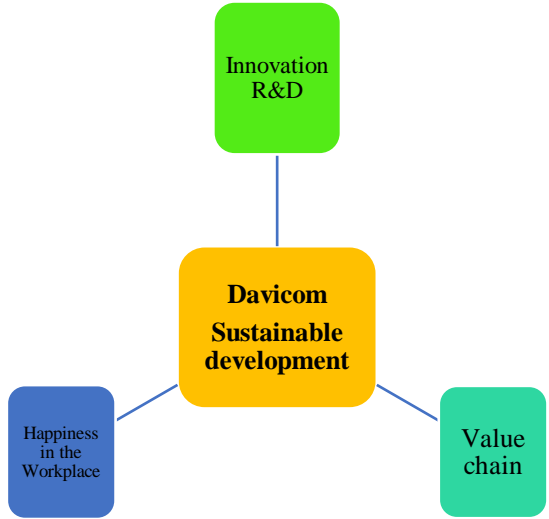 Innovation
R&D
Davicom
Sustainable
development
Happiness
in the
Workplace
Value
chain